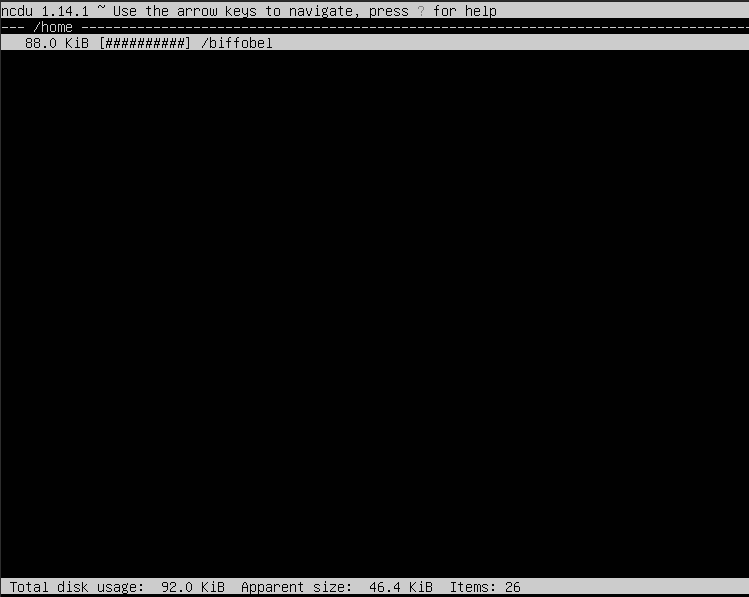 ncdu 1.14.1 ~ Use the arrow keys to navigate, press ? for help
--- /home ------------------------------------------------------------------------------------
88.0 KiB [##########] /biffobel
Total disk usage:  92.0 KiB  Apparent size:  46.4 KiB  Items: 26